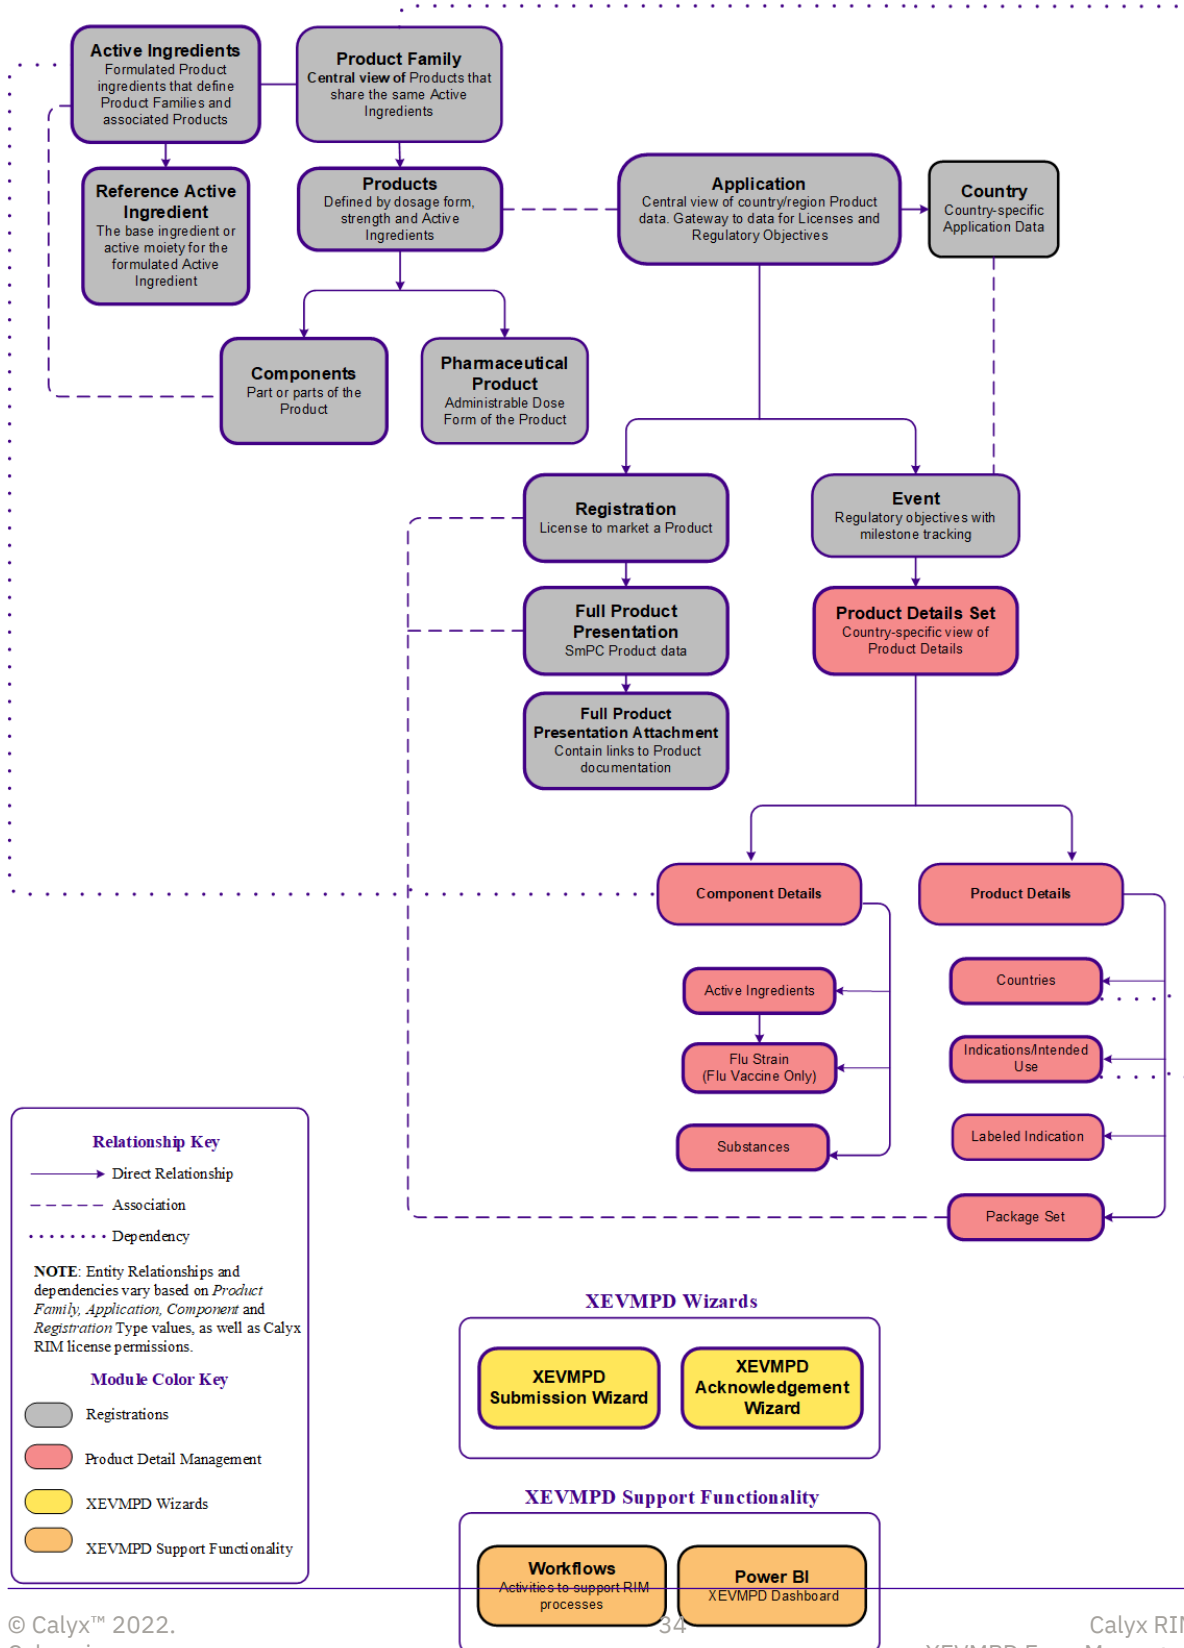 Active Ingredients
Formulated Product
ingredients that define
Product Families and
associated Products
Product Family
Central view of Products that
share the same Active
Ingredients
Reference Active
Ingredient
The base ingredient or
active moiety for the
formulated Active
Ingredient
Products
Defined by dosage form,
strength and Active
Ingredients
Application
Central view of country/region Product
data. Gateway to data for Licenses and
Regulatory Objectives
Country
Country-specific
Application Data
Components
Part or parts of the
Product
Pharmaceutical
Product
Administrable Dose
Form of the Product
Registration
License to market a Product
Event
Regulatory objectives with
milestone tracking
Full Product
Presentation
SmPC Product data
Product Details Set
Country-specific view of
Product Details
Full Product
Presentation Attachment
Contain links to Product
documentation
Component Details
Product Details
Active Ingredients
Countries
Flu Strain
(Flu Vaccine Only)
Indications/Intended
Use
Substances
Labeled Indication
Package Set
Relationship Key
Direct Relationship
Association
Dependency
NOTE: Entity Relationships and
dependencies vary based on Product
Family, Application, Component and
Registration Type values, as well as Calyx
RIM license permissions.
Module Color Key
Registrations
Product Detail Management
XEVMPD Wizards
XEVMPD Support Functionality
XEVMPD Wizards
XEVMPD
Submission Wizard
XEVMPD
Acknowledgement
Wizard
XEVMPD Support Functionality
Workflows
Activities to support RIM
processes
Power BI
XEVMPD Dashboard
© Calyx™ 2022.
34
Calyx RIM